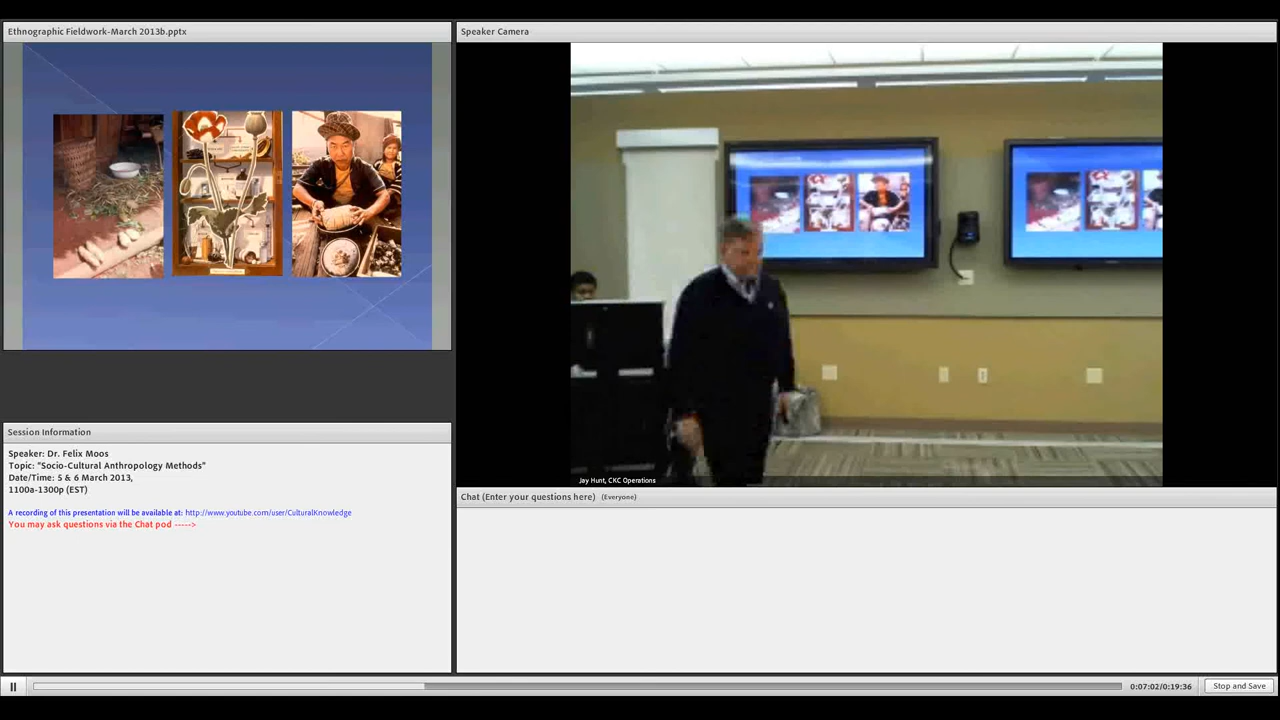 Ethnographic Fieldwork-March 2013b.pptx
Speaker Camera
Jay Hunt, CKC Operations
Session Information
Speaker: Dr. Felix Moos
Topic: "Socio-Cultural Anthropology Methods"
Date/Time: 5 & 6 March 2013,
1100a-1300p (EST)
A recording of this presentation will be available at: http://www.youtube.com/user/CulturalKnowledge
You may ask questions via the Chat pod ----->
Chat (Enter your questions here) (Everyone)
0:07:02/0:19:36
Stop and Save